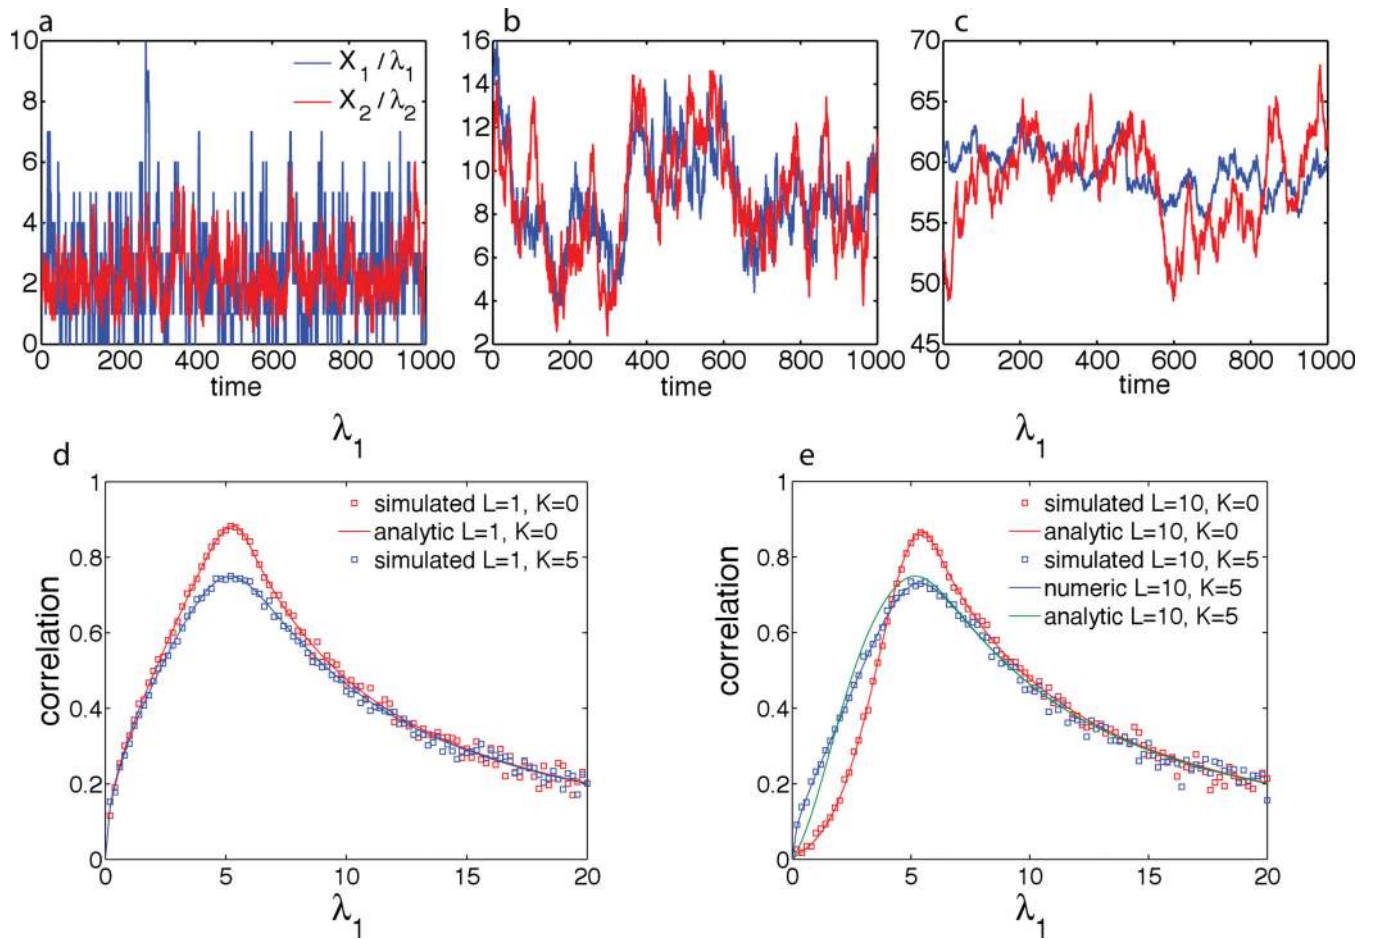 a
b
c
10
8
6
4
2
0
X₁ / λ₁
X₂ / λ₂
0 200 400 600 800 1000
time
16
14
12
10
8
6
4
2
0 200 400 600 800 1000
time
70
65
60
55
50
45
0 200 400 600 800 1000
time
λ₁
λ₁
d
1
0.8
0.6
0.4
0.2
0
correlation
simulated L=1, K=0
analytic L=1, K=0
simulated L=1, K=5
0 5 10 15 20
λ₁
e
1
0.8
0.6
0.4
0.2
0
correlation
simulated L=10, K=0
analytic L=10, K=0
simulated L=10, K=5
numeric L=10, K=5
analytic L=10, K=5
0 5 10 15 20
λ₁